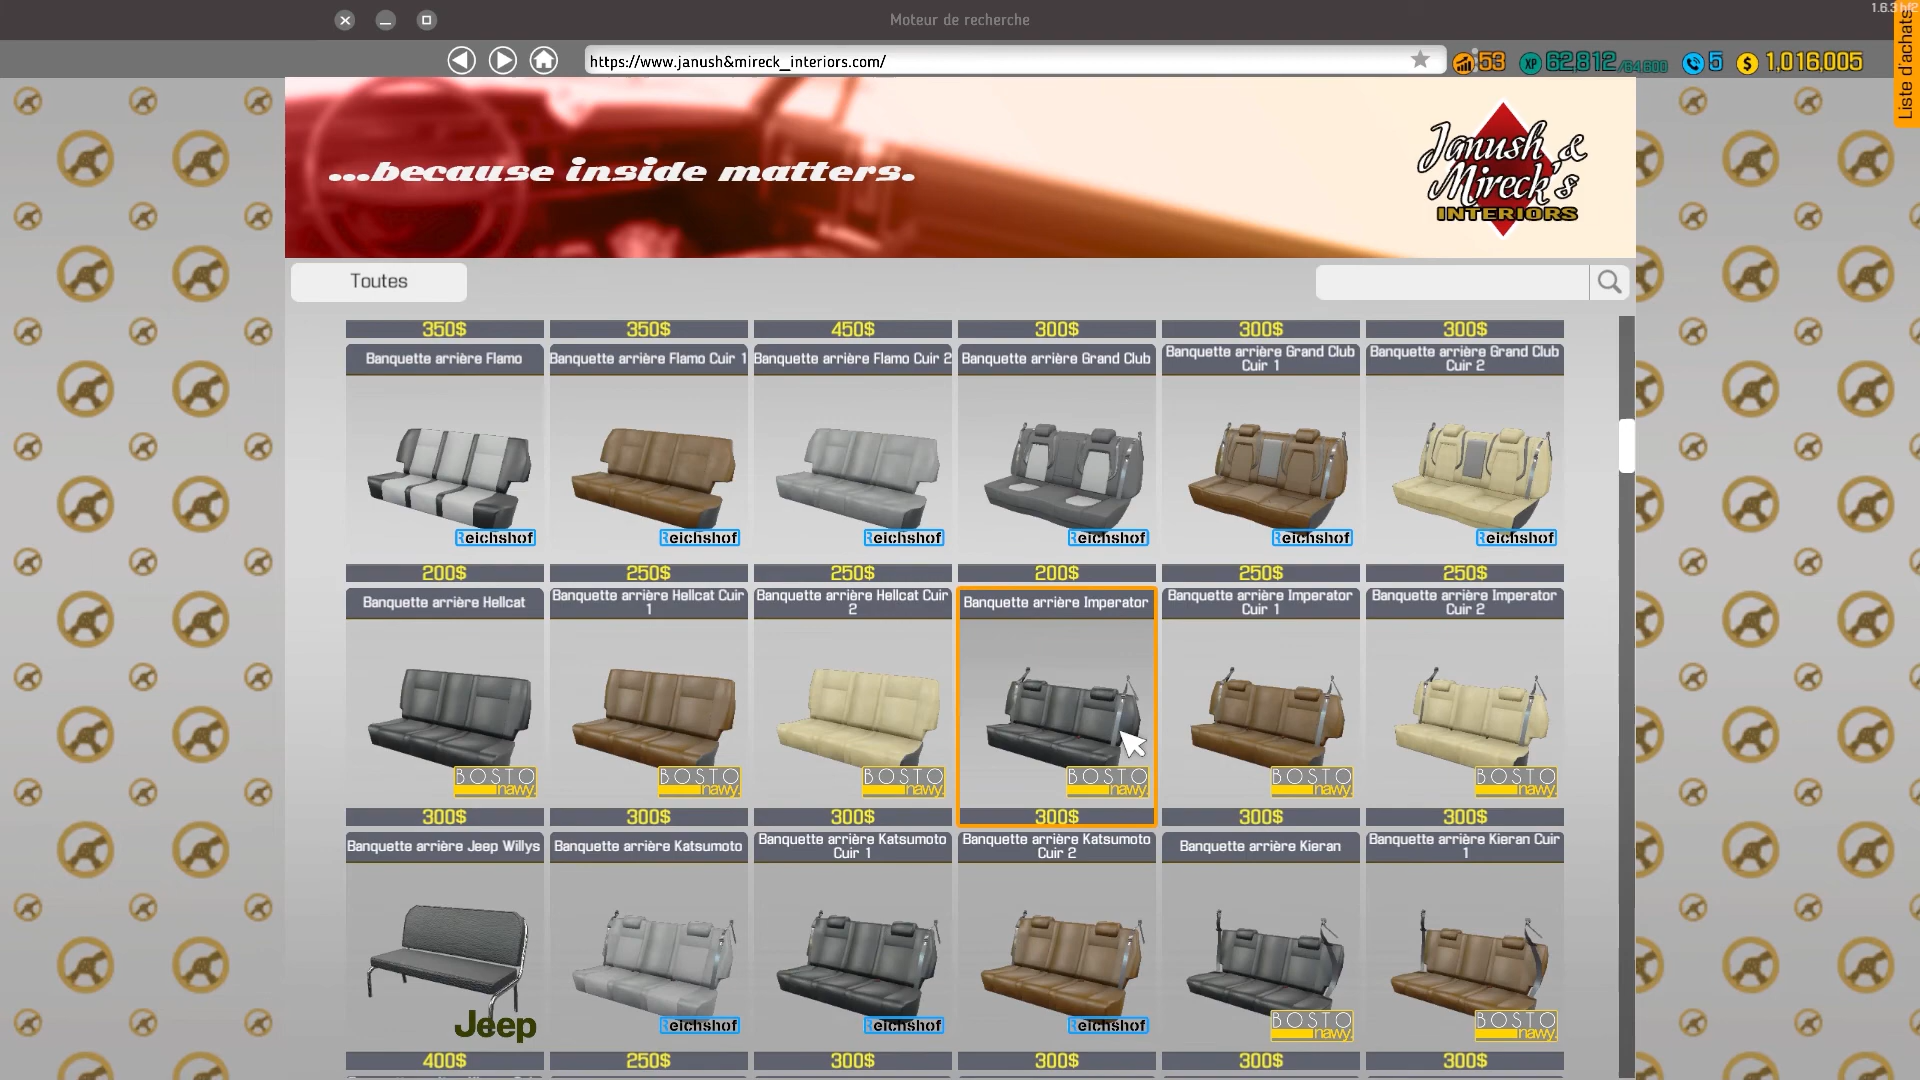 Moteur de recherche
1.6.3.hf2
https://www.janush&mireck_interiors.com/
53
XP 62,812/64,600
5
$ 1,016,005
Liste d'achats
...because inside matters.
Janush &
Mireck's
INTERIORS
Toutes
350$ 350$ 450$ 300$ 300$ 300$
Banquette arrière Flamo
Banquette arrière Flamo Cuir 1
Banquette arrière Flamo Cuir 2
Banquette arrière Grand Club
Banquette arrière Grand Club
Cuir 1
Banquette arrière Grand Club
Cuir 2
Reichshof Reichshof Reichshof Reichshof Reichshof Reichshof
200$ 250$ 250$ 200$ 250$ 250$
Banquette arrière Hellcat
Banquette arrière Hellcat Cuir
1
Banquette arrière Hellcat Cuir
2
Banquette arrière Imperator
Banquette arrière Imperator
Cuir 1
Banquette arrière Imperator
Cuir 2
BOSTO BOSTO BOSTO BOSTO BOSTO BOSTO
nawy. nawy. nawy. nawy. nawy. nawy.
300$ 300$ 300$ 300$ 300$ 300$
Banquette arrière Jeep Willys
Banquette arrière Katsumoto
Banquette arrière Katsumoto
Cuir 1
Banquette arrière Katsumoto
Cuir 2
Banquette arrière Kieran
Banquette arrière Kieran Cuir
1
Jeep Reichshof Reichshof Reichshof BOSTO BOSTO
nawy. nawy.
400$ 250$ 300$ 300$ 300$ 300$